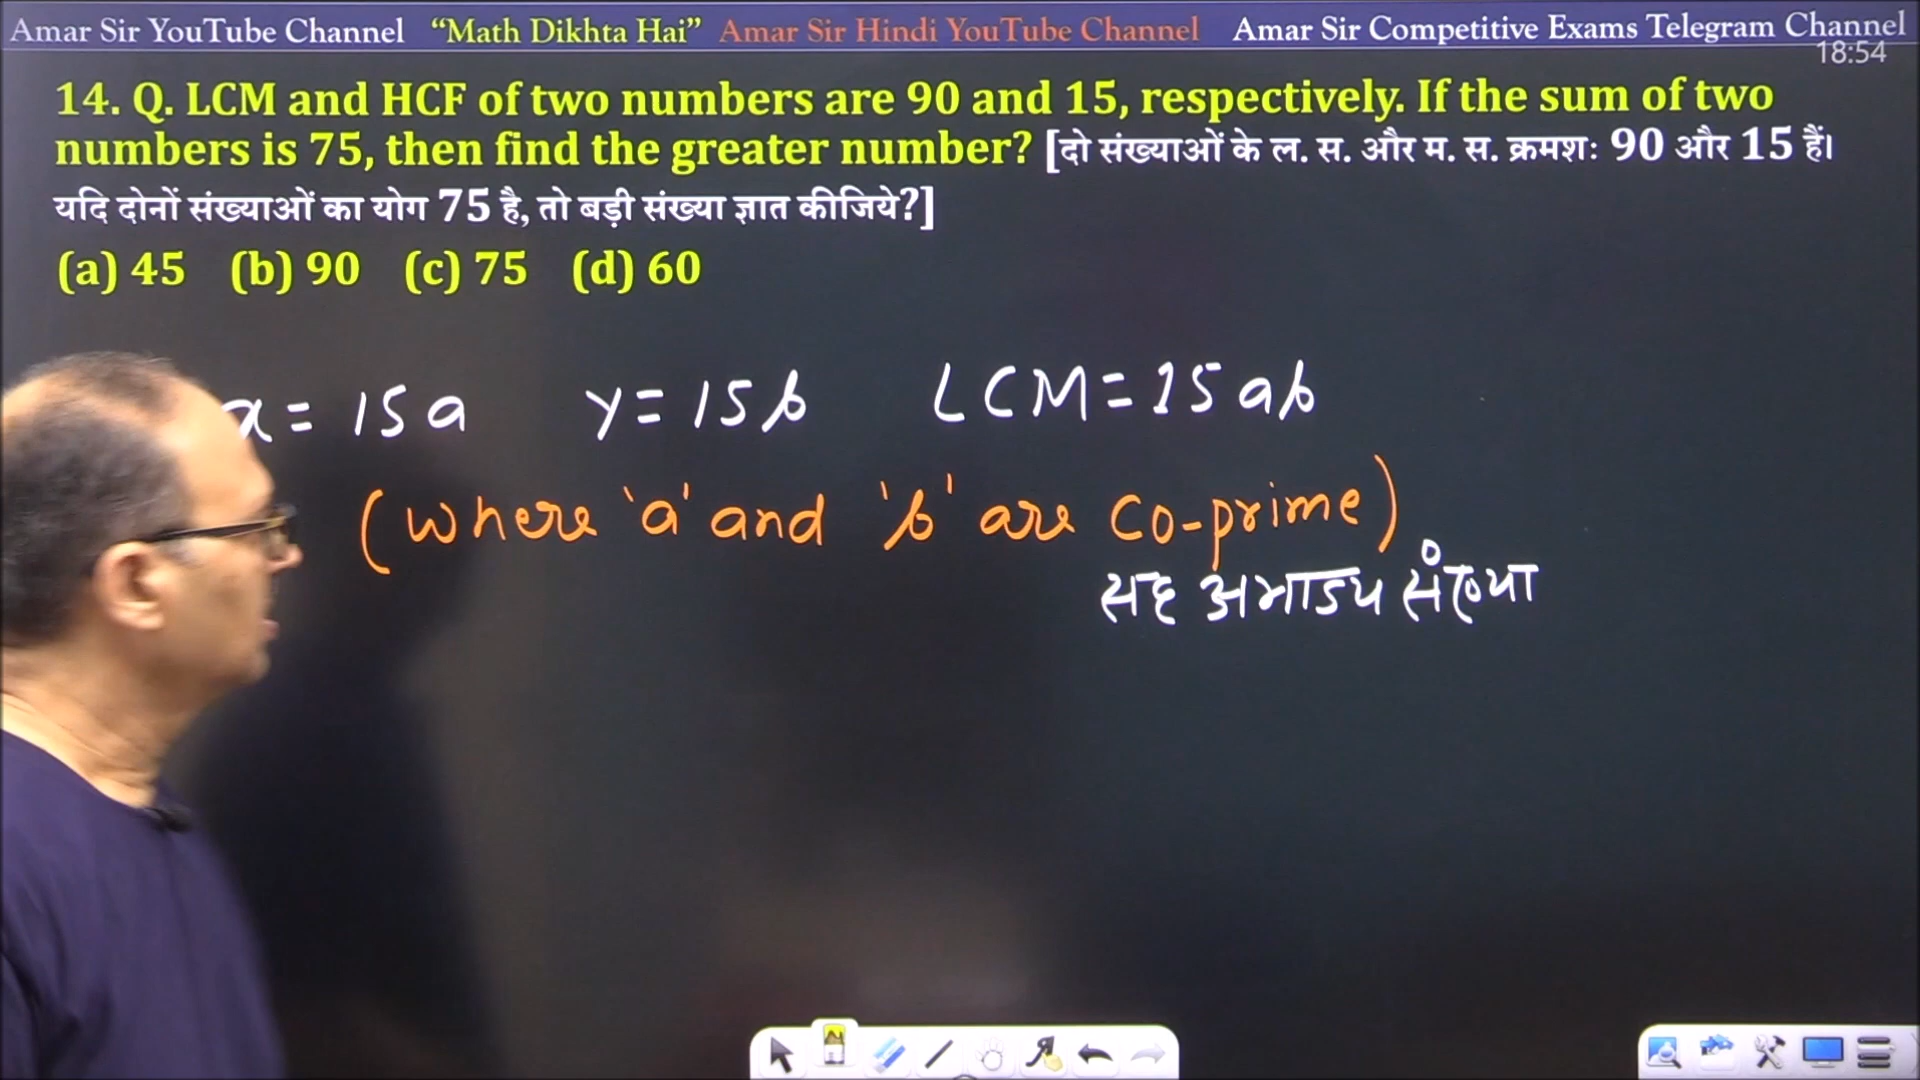 Amar Sir YouTube Channel “Math Dikhta Hai” Amar Sir Hindi YouTube Channel Amar Sir Competitive Exams Telegram Channel
18:54
14. Q. LCM and HCF of two numbers are 90 and 15, respectively. If the sum of two
numbers is 75, then find the greater number? [दो संख्याओं के ल. स. और म. स. क्रमश: 90 और 15 हैं।
यदि दोनों संख्याओं का योग 75 है, तो बड़ी संख्या ज्ञात कीजिये?]
(a) 45 (b) 90 (c) 75 (d) 60
x = 15a y = 15b LCM = 15ab
(where 'a' and 'b' are co-prime)
सह अभाज्य संख्या